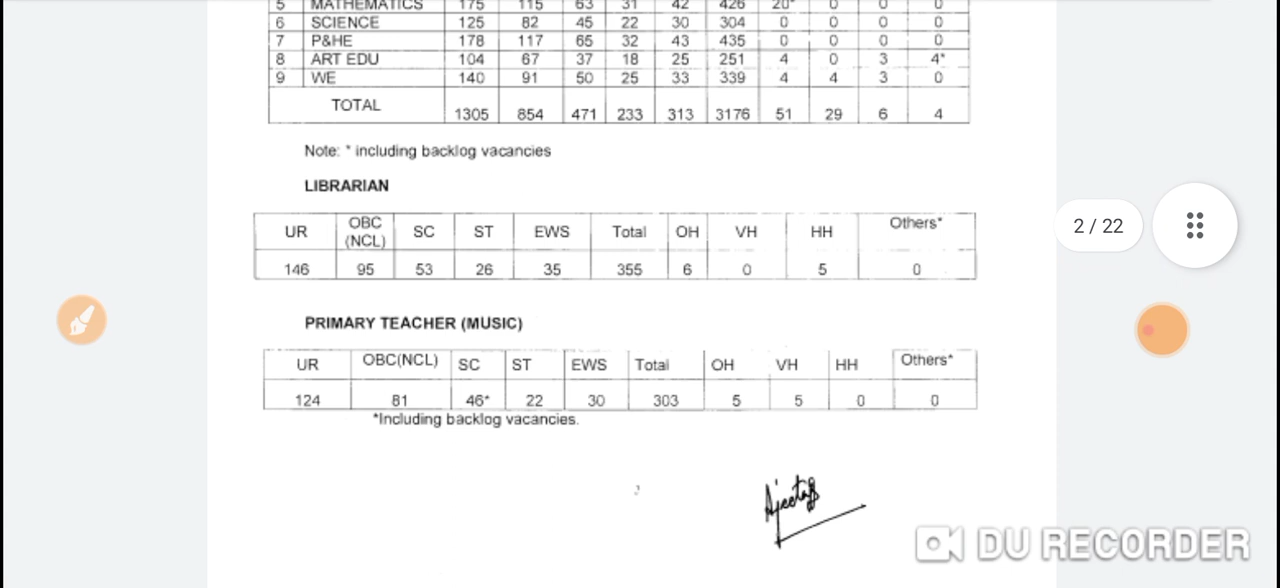 5 MATHEMATICS 175 115 63 31 42 426 20* 0 0 0
6 SCIENCE 125 82 45 22 30 304 0 0 0 0
7 P&HE 178 117 65 32 43 435 0 0 0 0
8 ART EDU 104 67 37 18 25 251 4 0 3 4*
9 WE 140 91 50 25 33 339 4 4 3 0
TOTAL 1305 854 471 233 313 3176 51 29 6 4
Note: * including backlog vacancies
LIBRARIAN
UR OBC (NCL) SC ST EWS Total OH VH HH Others*
146 95 53 26 35 355 6 0 5 0
2 / 22
PRIMARY TEACHER (MUSIC)
UR OBC(NCL) SC ST EWS Total OH VH HH Others*
124 81 46* 22 30 303 5 5 0 0
*Including backlog vacancies.
DU RECORDER